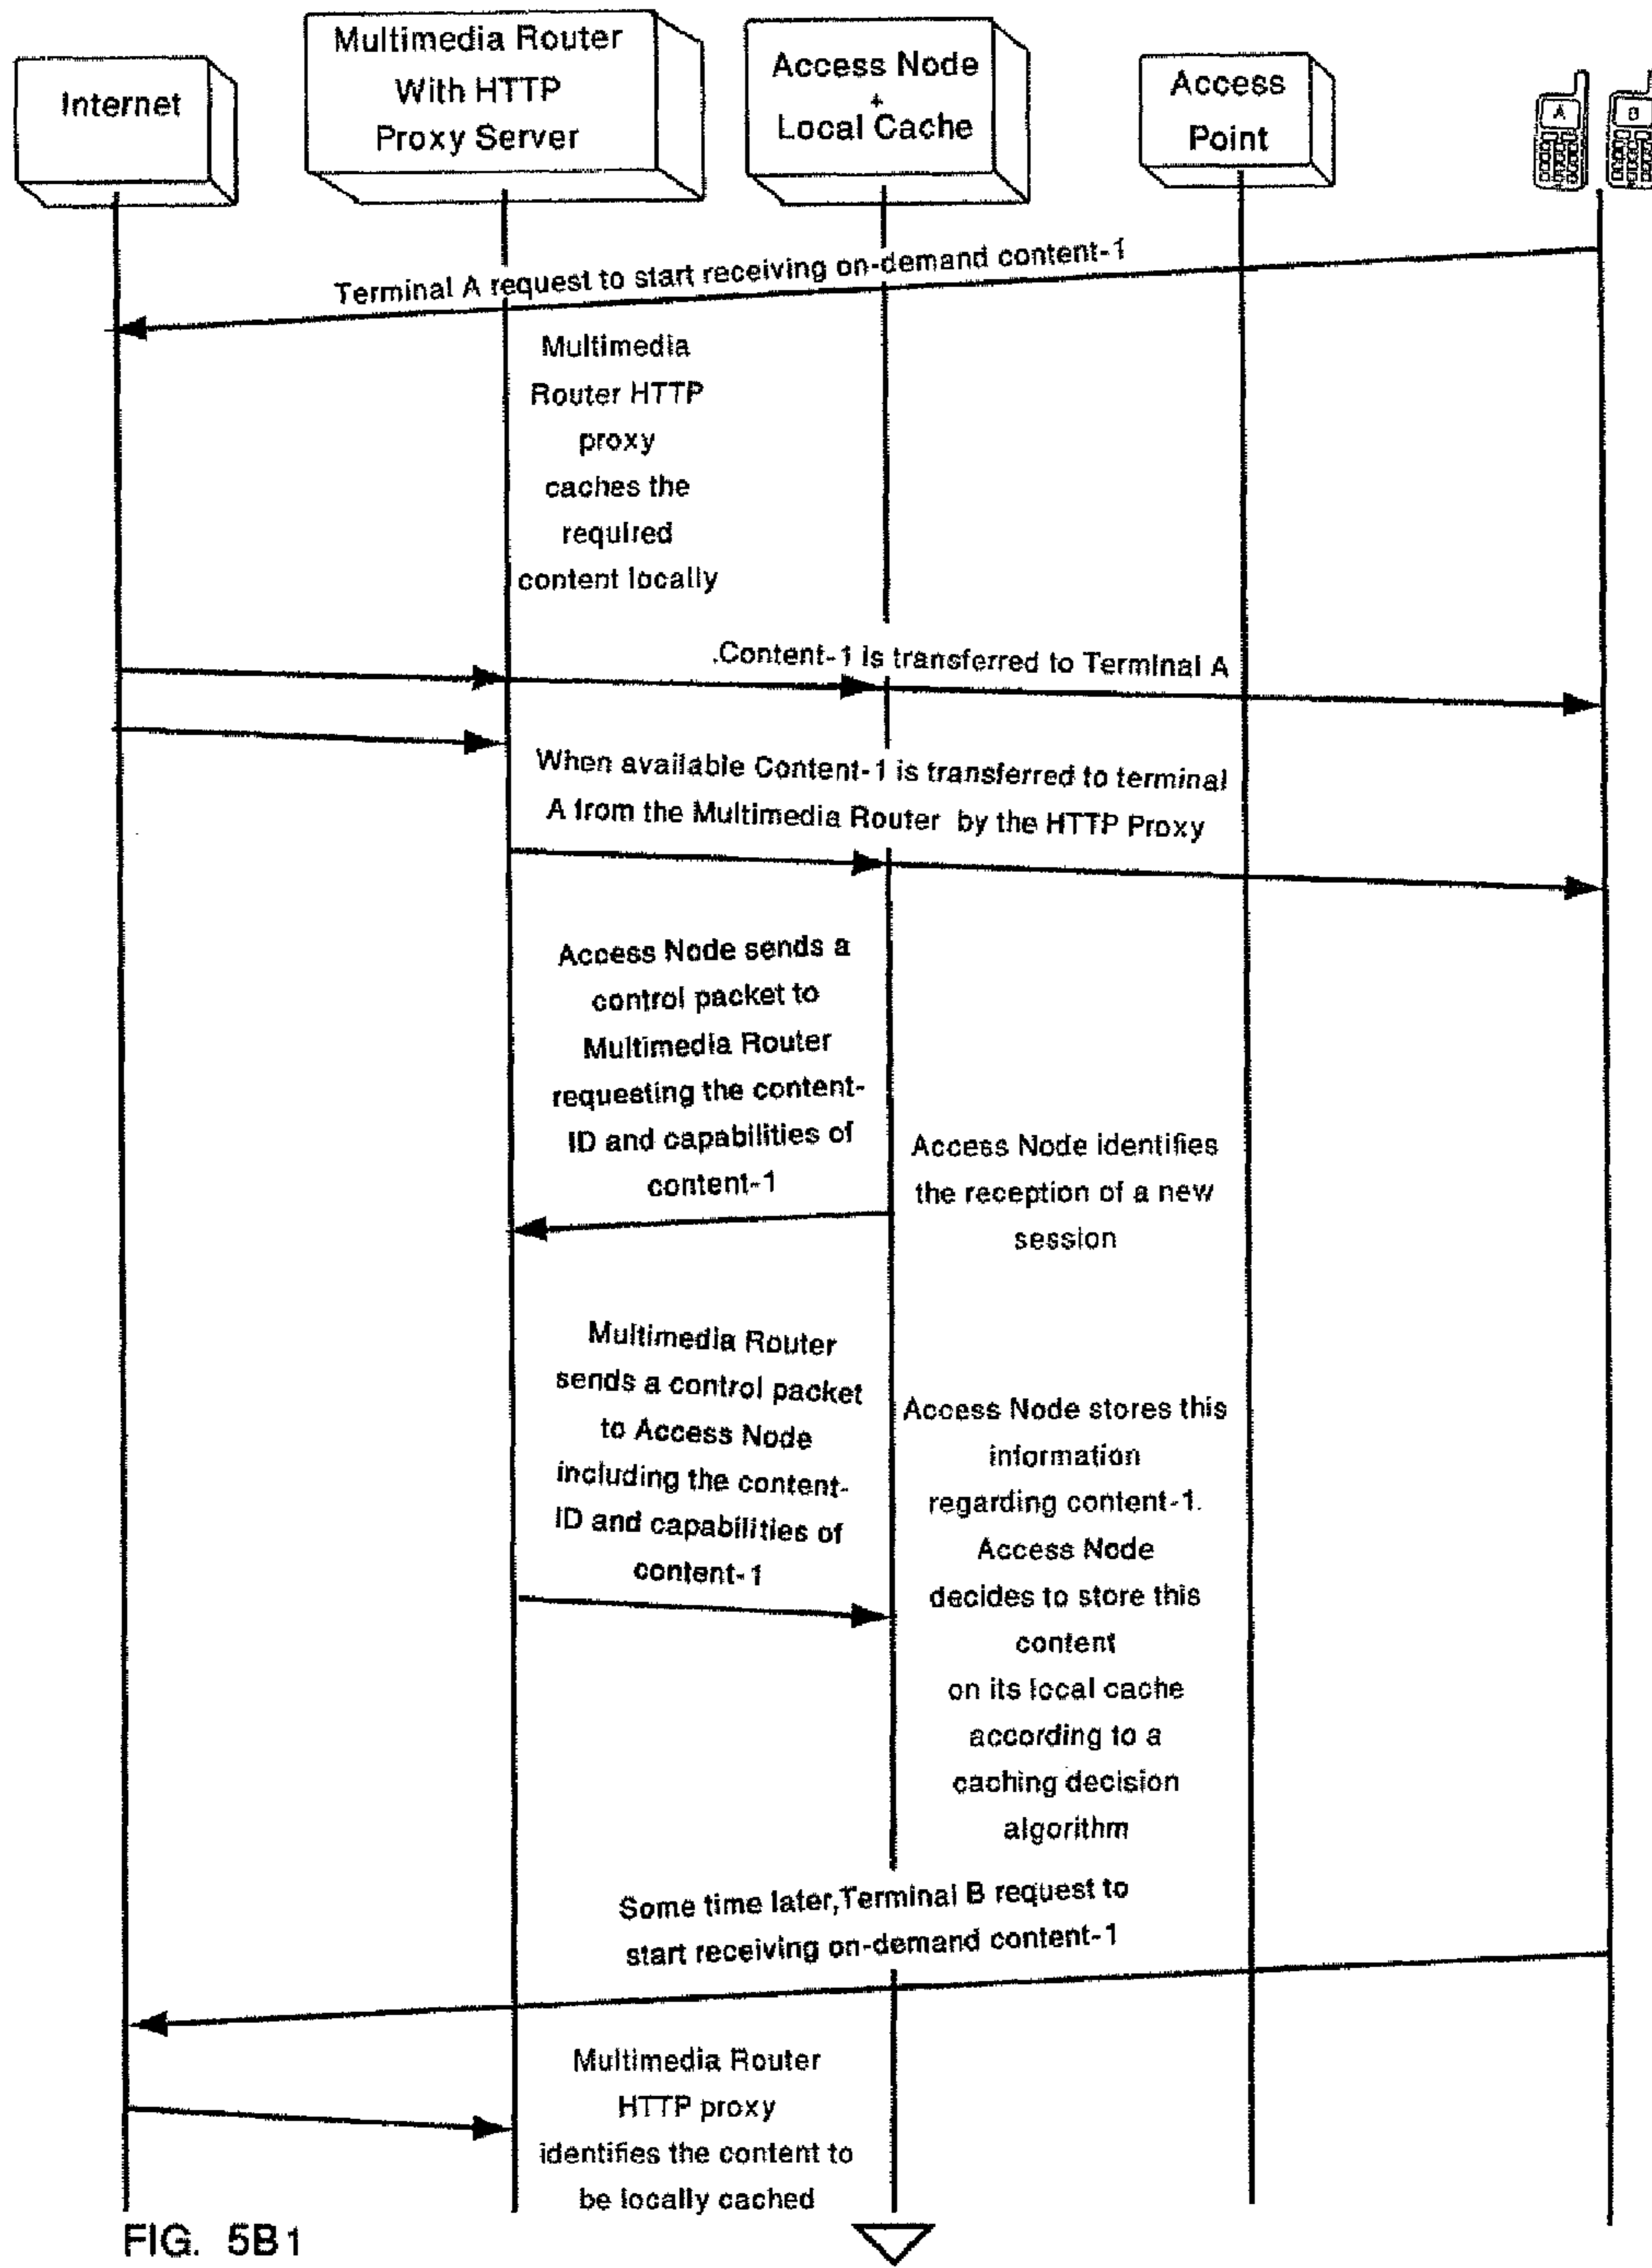 Internet
Multimedia Router
With HTTP
Proxy Server
Access Node
+
Local Cache
Access
Point
A
B
Terminal A request to start receiving on-demand content-1
Multimedia
Router HTTP
proxy
caches the
required
content locally
.Content-1 is transferred to Terminal A
When available Content-1 is transferred to terminal
A from the Multimedia Router by the HTTP Proxy
Access Node sends a
control packet to
Multimedia Router
requesting the content-
ID and capabilities of
content-1
Access Node identifies
the reception of a new
session
Multimedia Router
sends a control packet
to Access Node
including the content-
ID and capabilities of
content-1
Access Node stores this
information
regarding content-1.
Access Node
decides to store this
content
on its local cache
according to a
caching decision
algorithm
Some time later,Terminal B request to
start receiving on-demand content-1
Multimedia Router
HTTP proxy
identifies the content to
be locally cached
FIG. 5B1